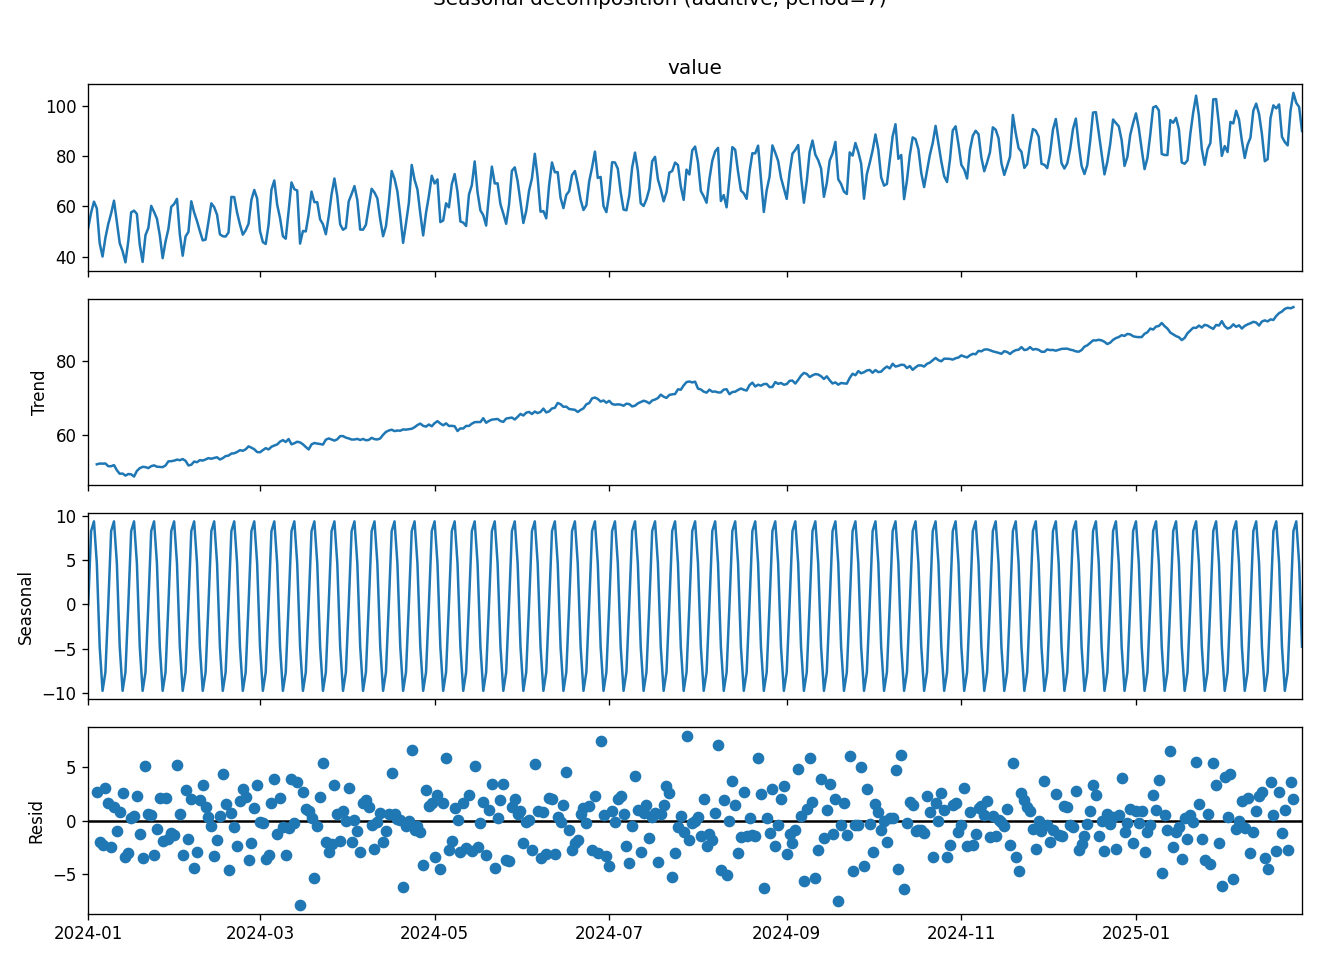 Seasonal decomposition (additive, period=7)
value
100
80
60
40
Trend
80
60
Seasonal
10
5
0
−5
−10
Resid
5
0
−5
2024-01 2024-03 2024-05 2024-07 2024-09 2024-11 2025-01